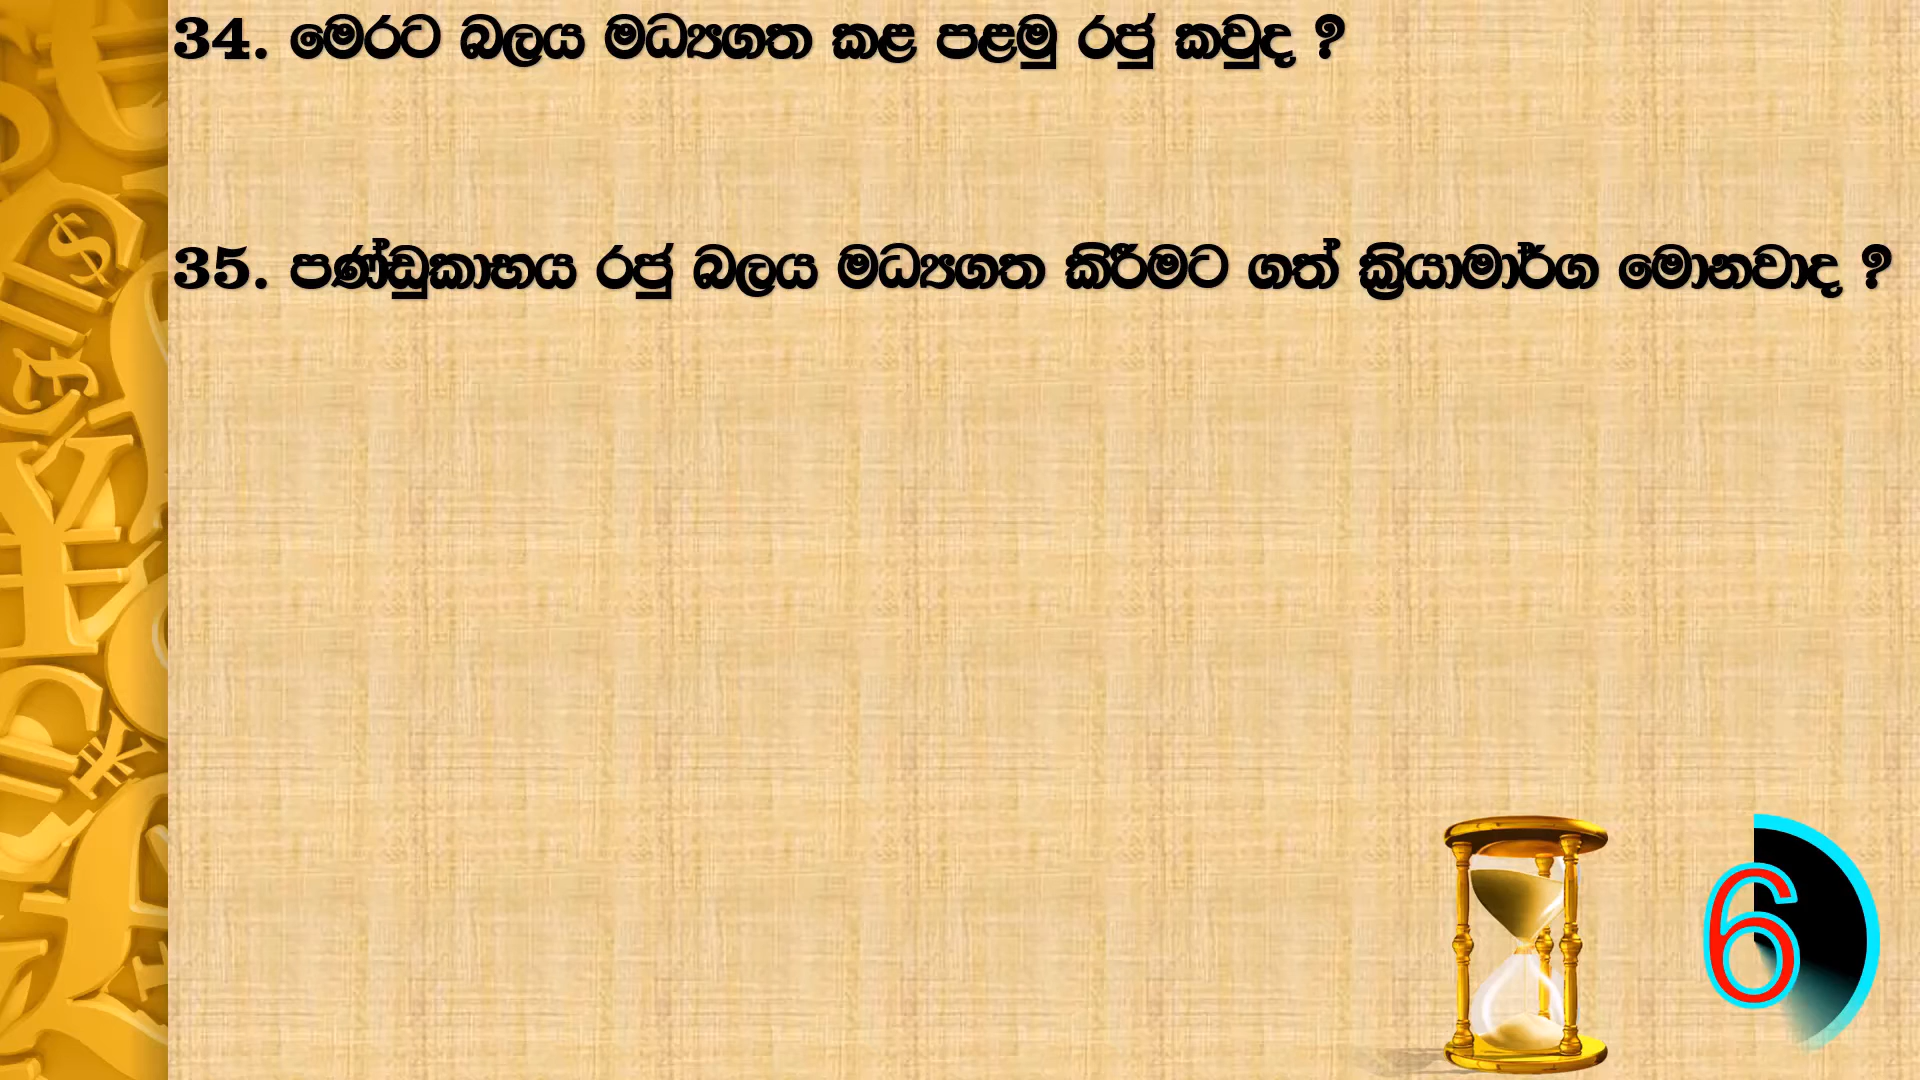 34. මෙරට බලය මධ්‍යගත කළ පළමු රජු කවුද ?
35. පණ්ඩුකාභය රජු බලය මධ්‍යගත කිරීමට ගත් ක්‍රියාමාර්ග මොනවාද ?
6